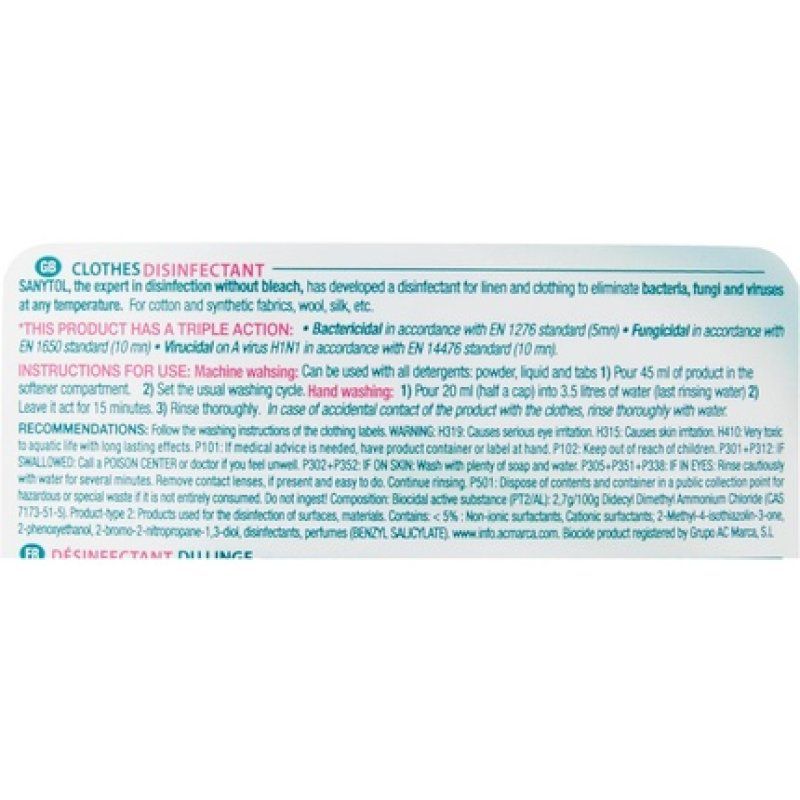 GB CLOTHES DISINFECTANT
SANYTOL, the expert in disinfection without bleach, has developed a disinfectant for linen and clothing to eliminate bacteria, fungi and viruses
at any temperature. For cotton and synthetic fabrics, wool, silk, etc.
*THIS PRODUCT HAS A TRIPLE ACTION: • Bactericidal in accordance with EN 1276 standard (5mn) • Fungicidal in accordance with
EN 1650 standard (10 mn) • Virucidal on A virus H1N1 in accordance with EN 14476 standard (10 mn).
INSTRUCTIONS FOR USE: Machine wahsing: Can be used with all detergents: powder, liquid and tabs 1) Pour 45 ml of product in the
softener compartment. 2) Set the usual washing cycle. Hand washing: 1) Pour 20 ml (half a cap) into 3.5 litres of water (last rinsing water) 2)
Leave it act for 15 minutes. 3) Rinse thoroughly. In case of accidental contact of the product with the clothes, rinse thoroughly with water.
RECOMMENDATIONS: Follow the washing instructions of the clothing labels. WARNING: H319: Causes serious eye irritation. H315: Causes skin irritation. H410: Very toxic
to aquatic life with long lasting effects. P101: If medical advice is needed, have product container or label at hand. P102: Keep out of reach of children. P301+P312: IF
SWALLOWED: Call a POISON CENTER or doctor if you feel unwell. P302+P352: IF ON SKIN: Wash with plenty of soap and water. P305+P351+P338: IF IN EYES: Rinse cautiously
with water for several minutes. Remove contact lenses, if present and easy to do. Continue rinsing. P501: Dispose of contents and container in a public collection point for
hazardous or special waste if it is not entirely consumed. Do not ingest! Composition: Biocidal active substance (PT2/AL): 2,7g/100g Didecyl Dimethyl Ammonium Chloride (CAS
7173-51-5). Product-type 2: Products used for the disinfection of surfaces, materials. Contains: < 5% : Non-ionic surfactants, Cationic surfactants, 2-Methyl-4-isothiazolin-3-one,
2-phenoxyethanol, 2-bromo-2-nitropropane-1,3-diol, disinfectants, perfumes (BENZYL SALICYLATE). www.info.acmarca.com. Biocide product registered by Grupo AC Marca, S.L
FR DÉSINFECTANT DU LINGE